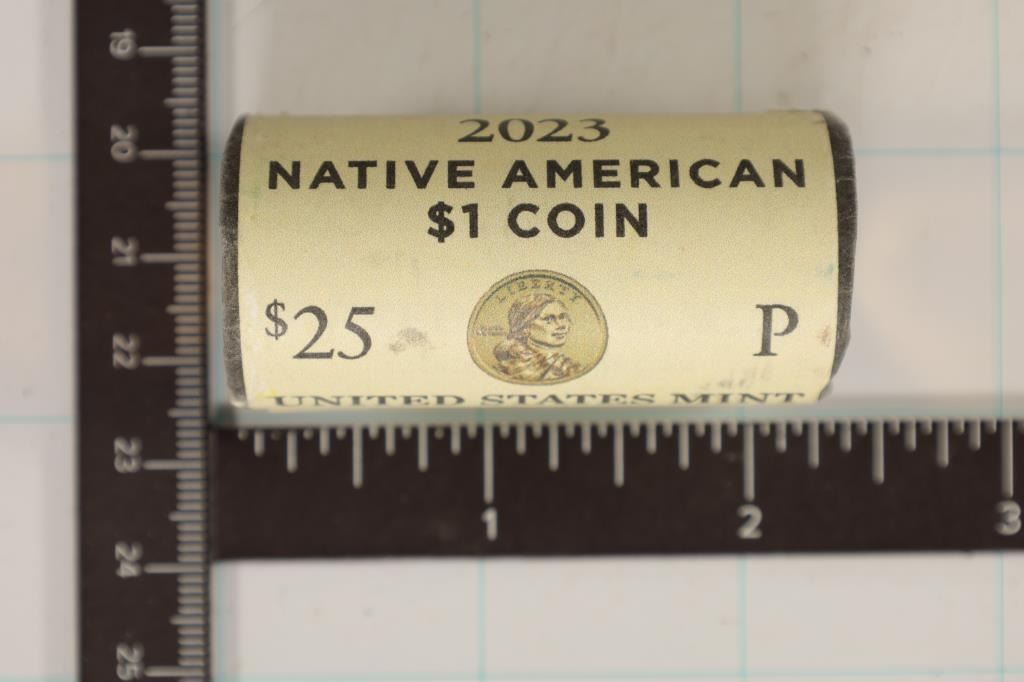 2023
NATIVE AMERICAN
$1 COIN
LIBERTY
$25
P
UNITED STATES MINT
19
20
21
22
23
24
25
1 2 3